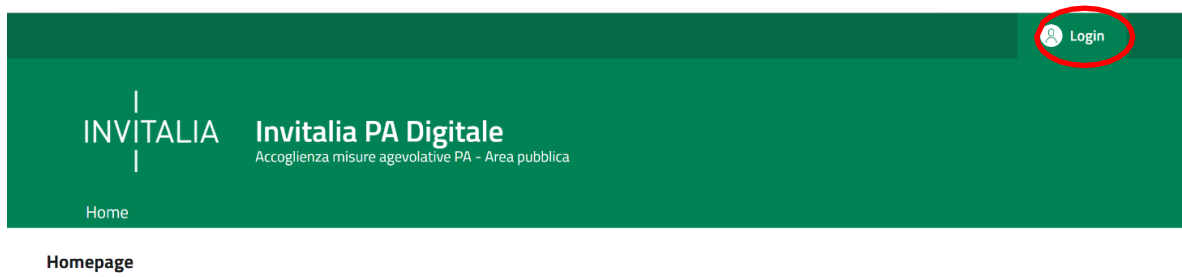 Login
INVITALIA
Invitalia PA Digitale
Accoglienza misure agevolative PA - Area pubblica
Home
Homepage